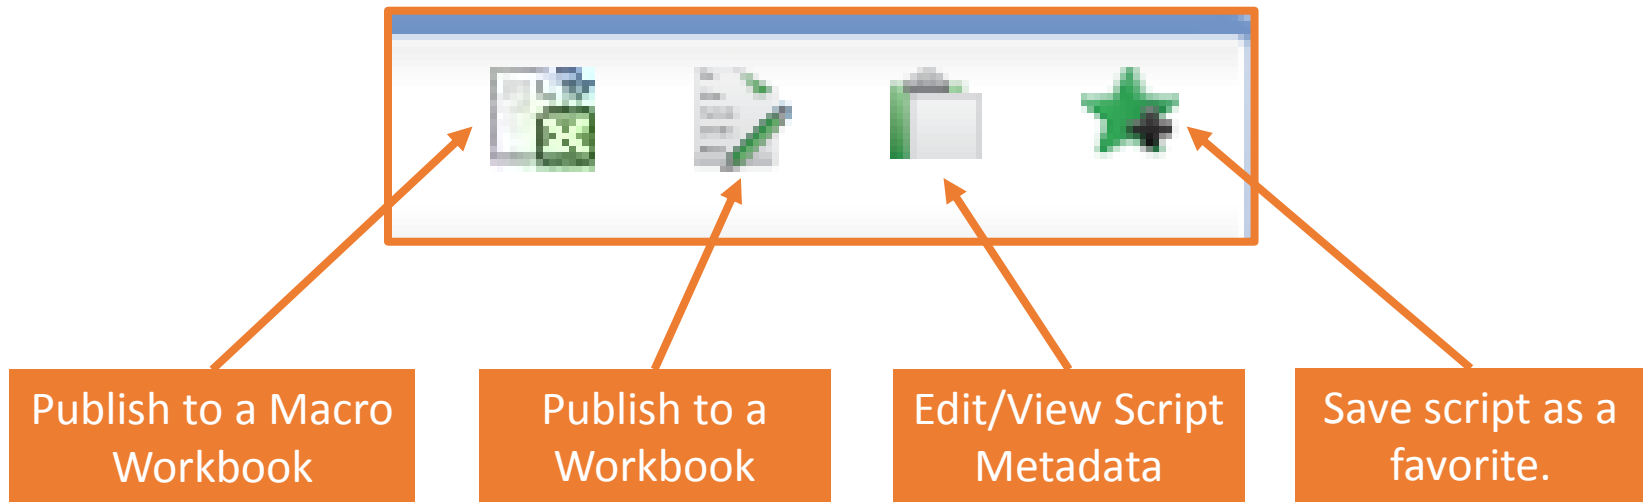 Publish to a Macro
Workbook
Publish to a
Workbook
Edit/View Script
Metadata
Save script as a
favorite.